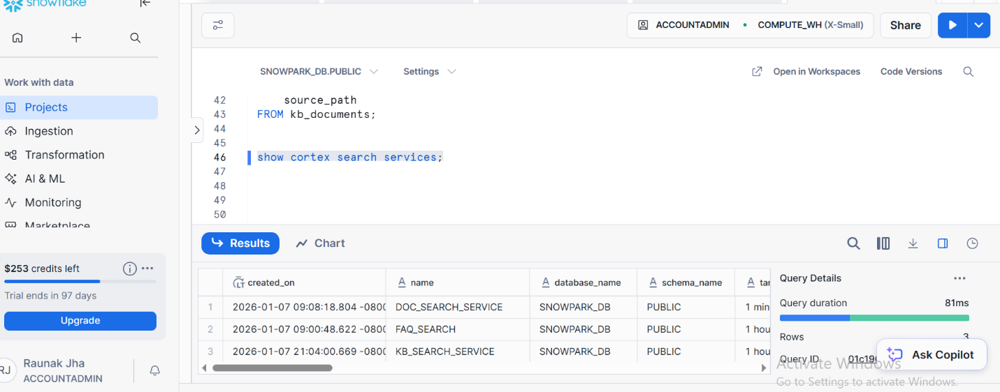 snowflake
ACCOUNTADMIN • COMPUTE_WH (X-Small)
Share
Work with data
Projects
Ingestion
Transformation
AI & ML
Monitoring
Marketplace
$253 credits left
Trial ends in 97 days
Upgrade
RJ
Raunak Jha
ACCOUNTADMIN
SNOWPARK_DB.PUBLIC
Settings
Open in Workspaces
Code Versions
42 source_path
43 FROM kb_documents;
44
45
46 show cortex search services;
47
48
49
50
Results
Chart
created_on name database_name schema_name tar
1 2026-01-07 09:08:18.804 -0800 DOC_SEARCH_SERVICE SNOWPARK_DB PUBLIC 1 min
2 2026-01-07 09:00:48.622 -0800 FAQ_SEARCH SNOWPARK_DB PUBLIC 1 hou
3 2026-01-07 21:04:00.669 -0800 KB_SEARCH_SERVICE SNOWPARK_DB PUBLIC 1 hou
Query Details
Query duration 81ms
Rows 3
Query ID
Ask Copilot
Activate Windows
Go to Settings to activate Windows.